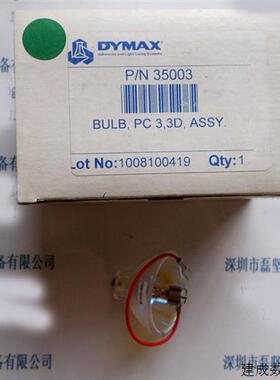 DYMAX
Adhesives and Light Curing Systems
P/N 35003
BULB, PC 3,3D, ASSY.
Lot No:1008100419 Qty:1
备有限公司
深圳市磊坚
建成数